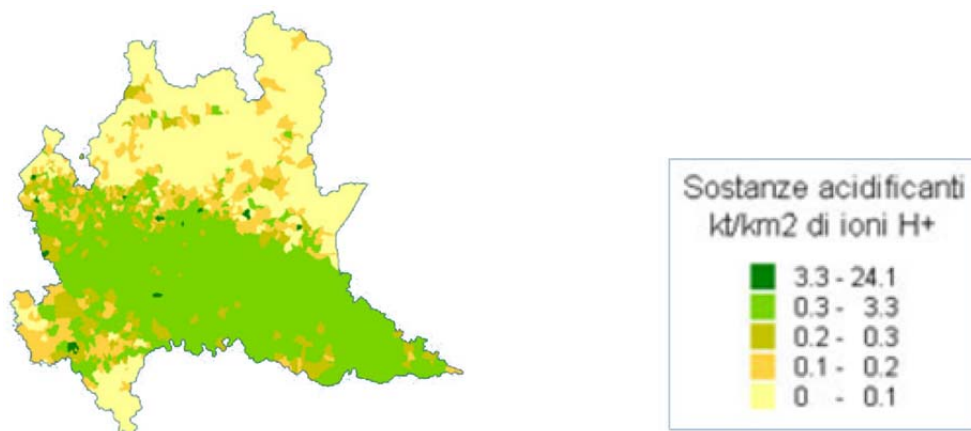 Sostanze acidificanti
kt/km2 di ioni H+
3.3 - 24.1
0.3 - 3.3
0.2 - 0.3
0.1 - 0.2
0 - 0.1